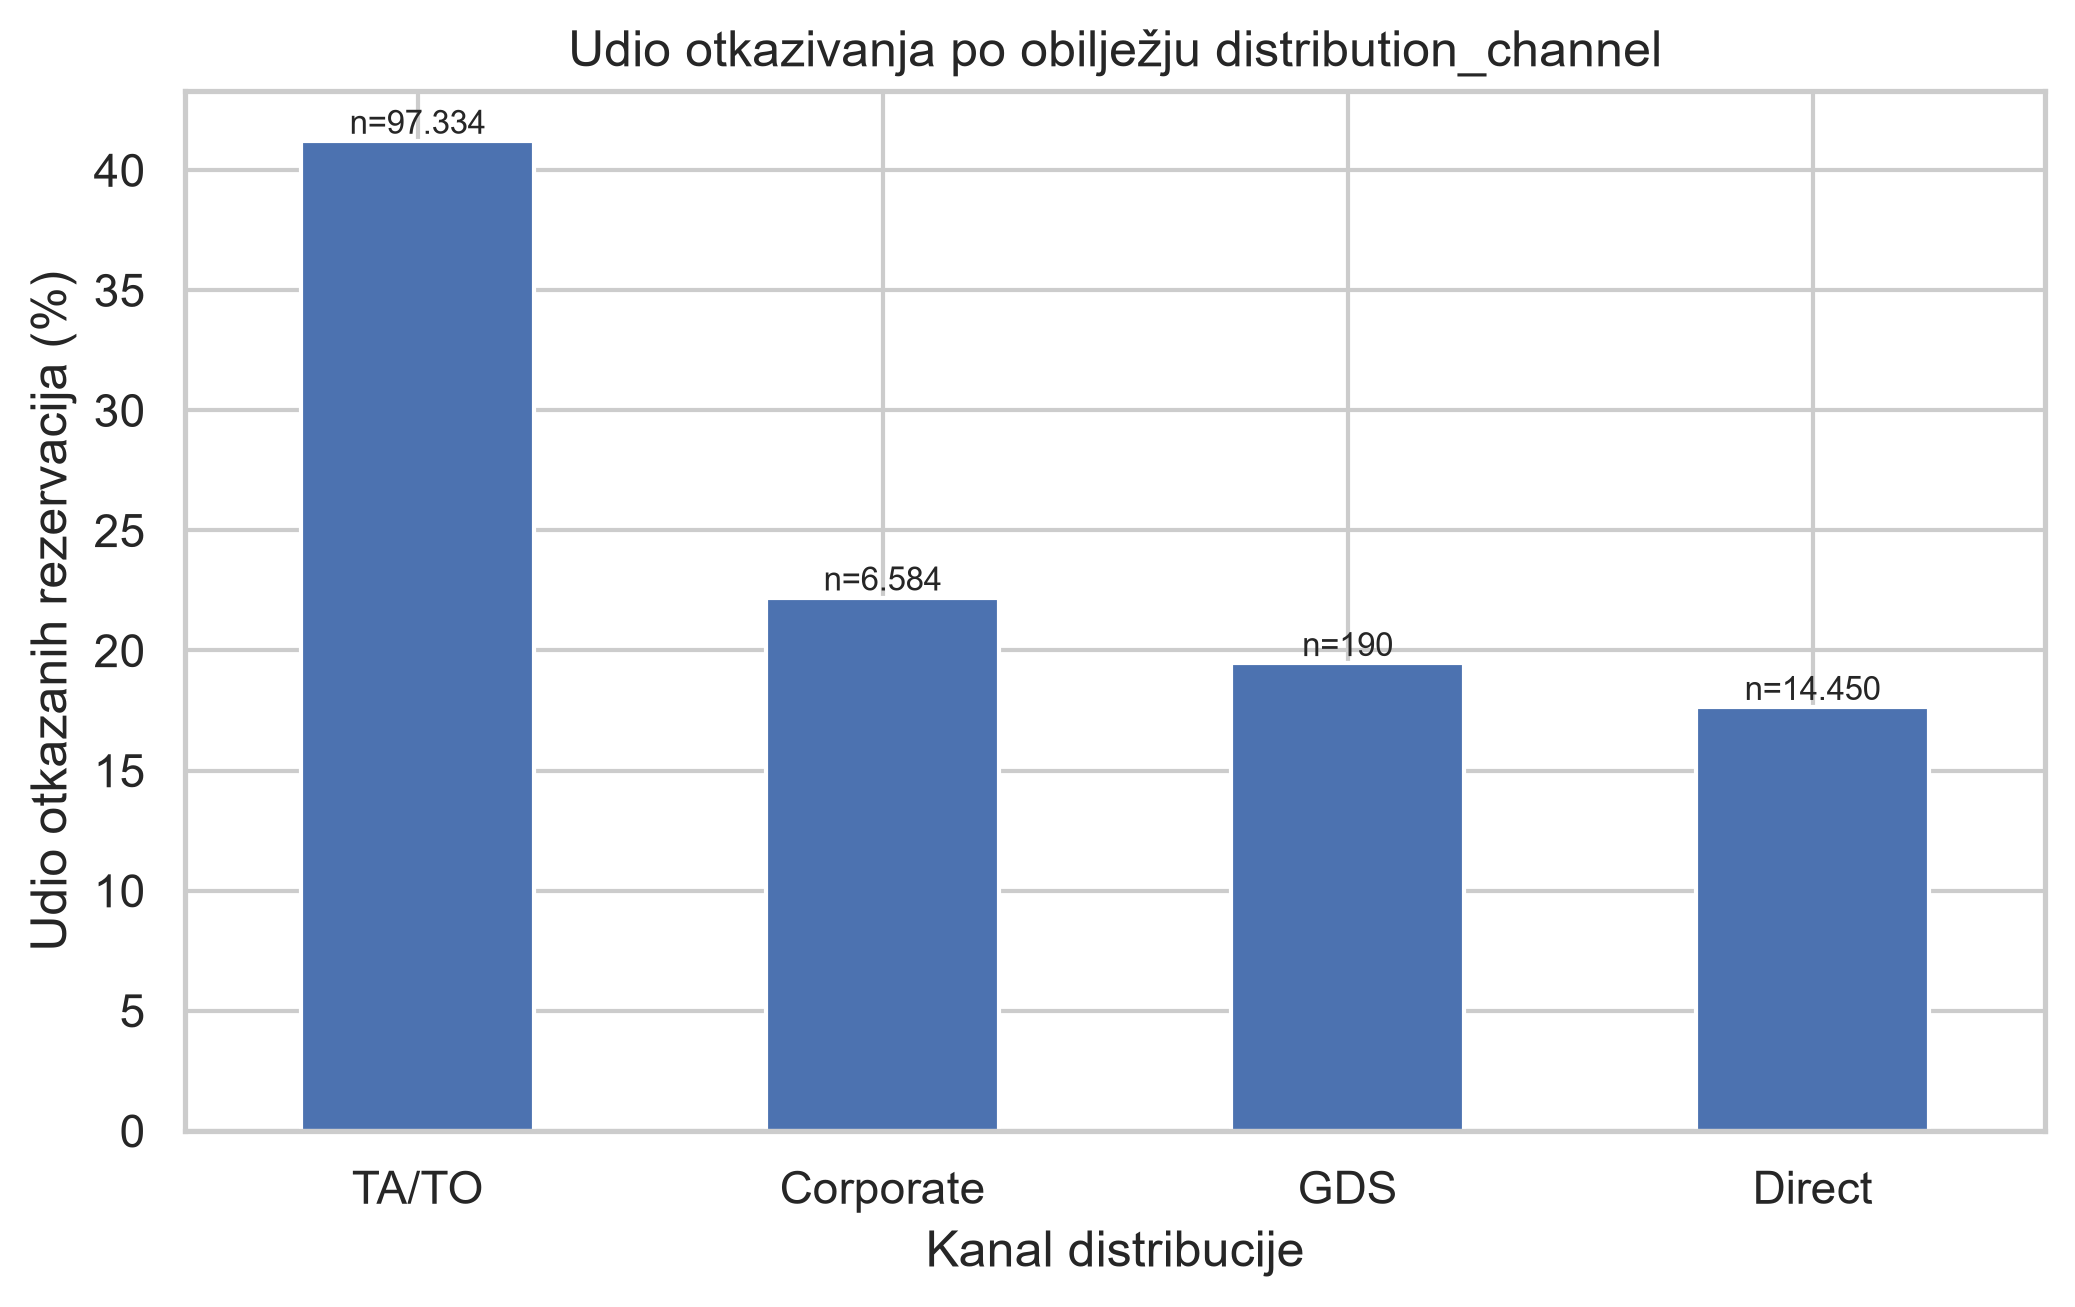 Udio otkazivanja po obilježju distribution_channel
Udio otkazanih rezervacija (%)
40
35
30
25
20
15
10
5
0
n=97.334
n=6.584
n=190
n=14.450
TA/TO
Corporate
GDS
Direct
Kanal distribucije